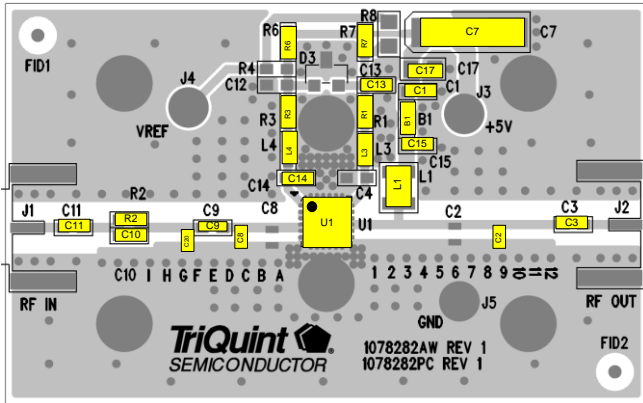 R6
R7
R8
C7
C7
FID1
R6
R7
D3
J4
R4
C17
C17
C13
C12
C13
C1
C1
J3
VREF
R3
R3
R1
R1
B1
B1
+5V
L4
L4
L3
L3
C15
C15
C14
C14
C4
L1
L1
J1
C11
C11
R2
R2
C10
C9
C9
C20
C8
C8
U1
U1
C2
C2
C3
C3
J2
C10 I H G F E D C B A
1 2 3 4 5 6 7 8 9 10 11 12
RF IN
RF OUT
J5
GND
TriQuint
SEMICONDUCTOR
1078282AW REV 1
1078282PC REV 1
FID2